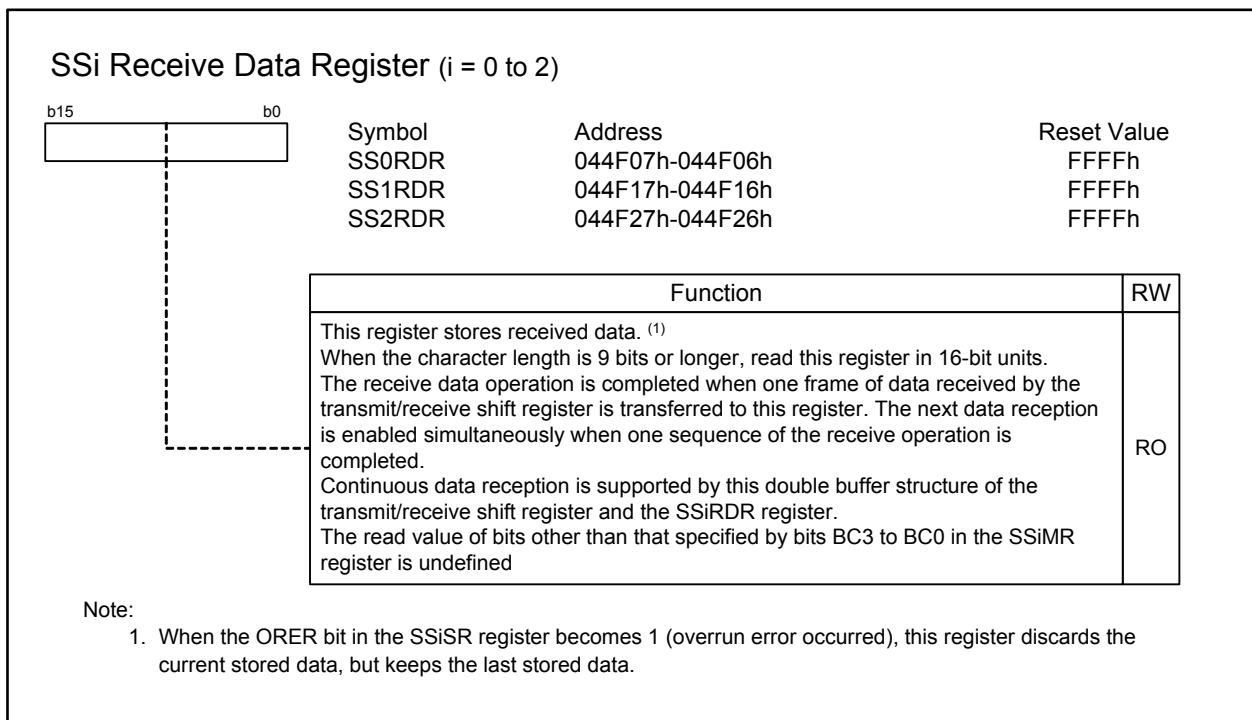 SSi Receive Data Register (i = 0 to 2)
b15 b0
Symbol Address Reset Value
SS0RDR 044F07h-044F06h FFFFh
SS1RDR 044F17h-044F16h FFFFh
SS2RDR 044F27h-044F26h FFFFh
Function RW
This register stores received data. (1)
When the character length is 9 bits or longer, read this register in 16-bit units.
The receive data operation is completed when one frame of data received by the
transmit/receive shift register is transferred to this register. The next data reception
is enabled simultaneously when one sequence of the receive operation is
completed.
Continuous data reception is supported by this double buffer structure of the
transmit/receive shift register and the SSiRDR register.
The read value of bits other than that specified by bits BC3 to BC0 in the SSiMR
register is undefined
RO
Note:
1. When the ORER bit in the SSiSR register becomes 1 (overrun error occurred), this register discards the
current stored data, but keeps the last stored data.